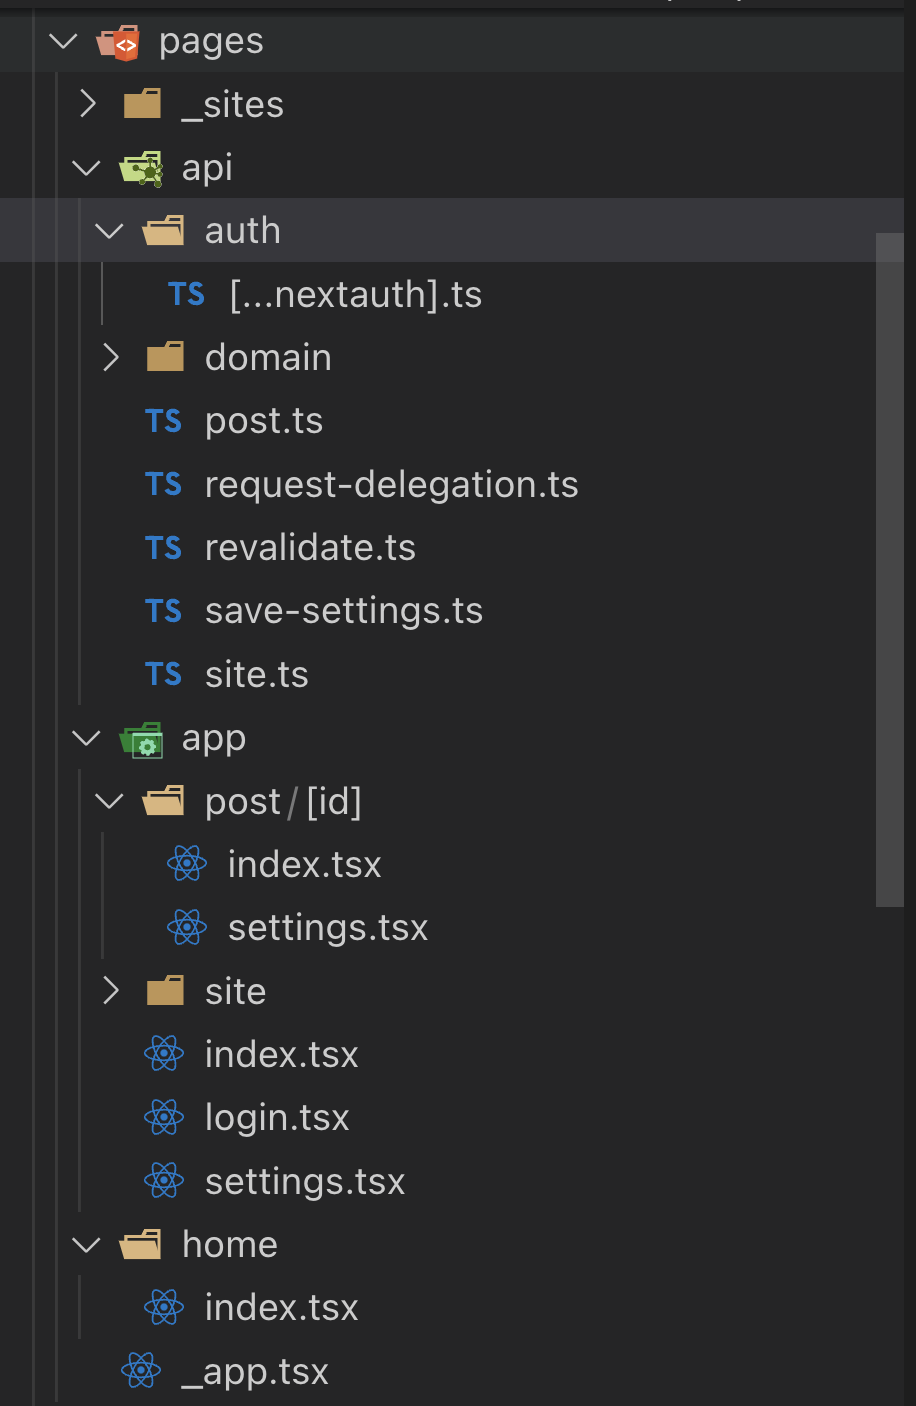 pages
_sites
api
auth
TS [...nextauth].ts
domain
TS post.ts
TS request-delegation.ts
TS revalidate.ts
TS save-settings.ts
TS site.ts
app
post/[id]
index.tsx
settings.tsx
site
index.tsx
login.tsx
settings.tsx
home
index.tsx
_app.tsx